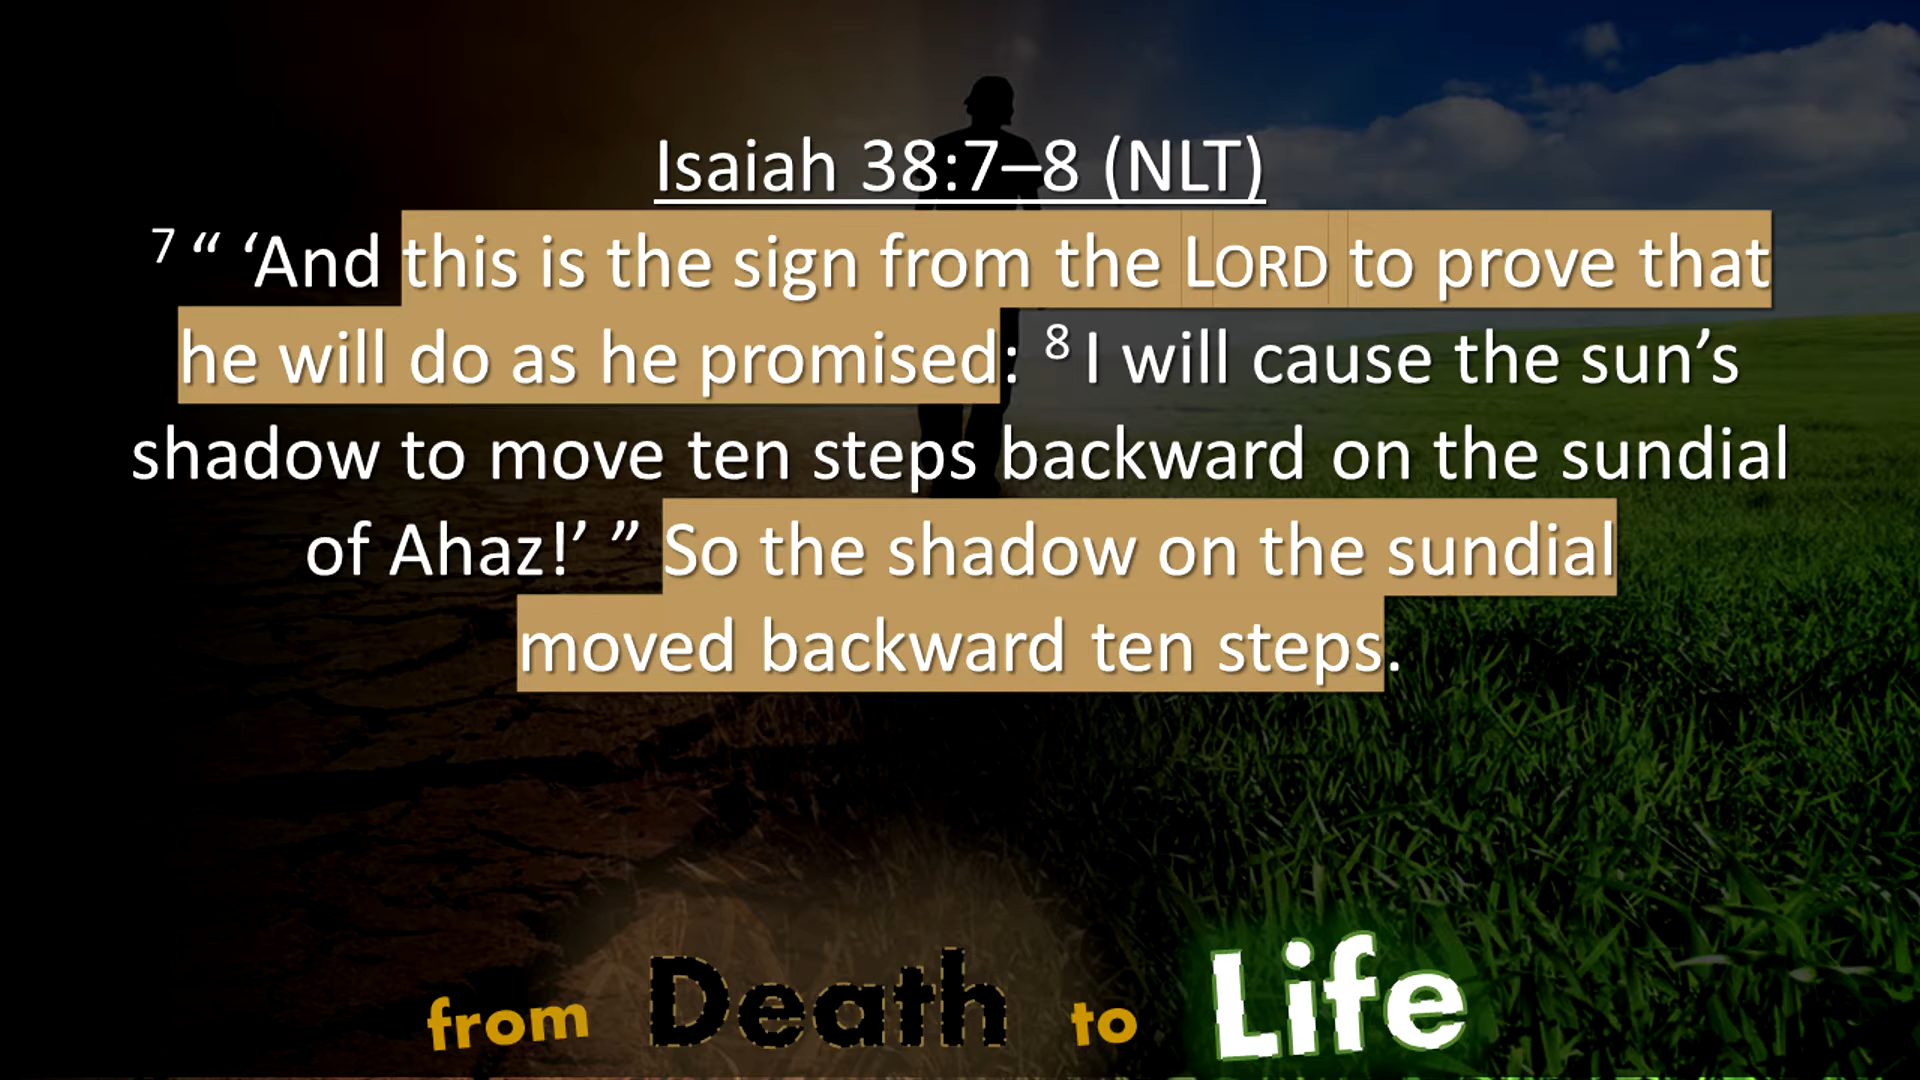 Isaiah 38:7–8 (NLT)
7 “ ‘And this is the sign from the LORD to prove that
he will do as he promised: 8 I will cause the sun’s
shadow to move ten steps backward on the sundial
of Ahaz!’ ” So the shadow on the sundial
moved backward ten steps.
from Death to Life